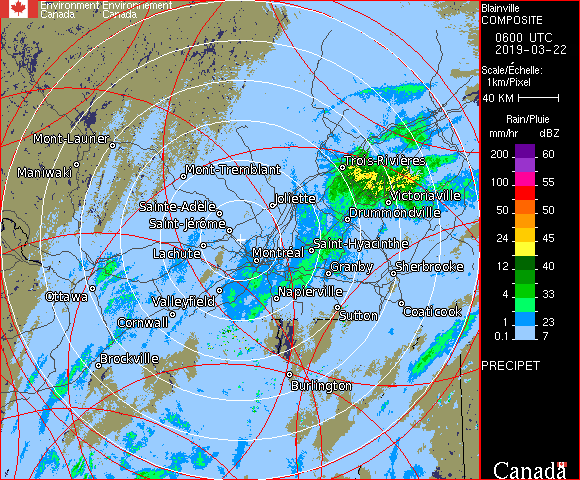 Environment Environnement
Canada Canada
Blainville
COMPOSITE
0600 UTC
2019-03-22
Scale/Échelle:
1km/Pixel
40 KM
Rain/Pluie
mm/hr dBZ
200 60
100 55
50 50
24 45
12 40
4 33
1 23
0.1 7
PRECIPET
Canada
Mont-Laurier
Maniwaki
Mont-Tremblant
Trois-Rivières
Victoriaville
Joliette
Sainte-Adèle
Drummondville
Saint-Jérôme
Lachute
Saint-Hyacinthe
Montréal
Granby
Sherbrooke
Ottawa
Valleyfield
Napierville
Coaticook
Cornwall
Sutton
Brockville
Burlington